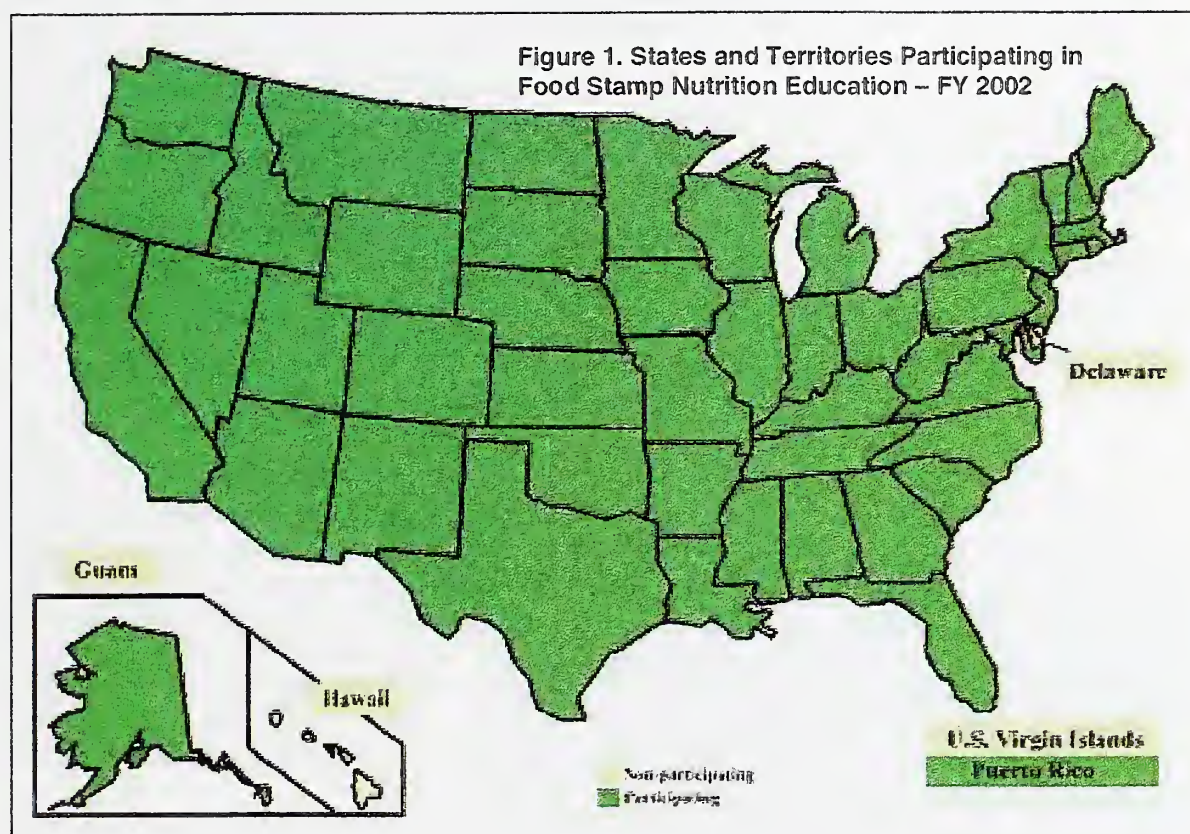 Figure 1. States and Territories Participating in
Food Stamp Nutrition Education – FY 2002
Delaware
Guam
Hawaii
U.S. Virgin Islands
Puerto Rico
Non-participating
Participating